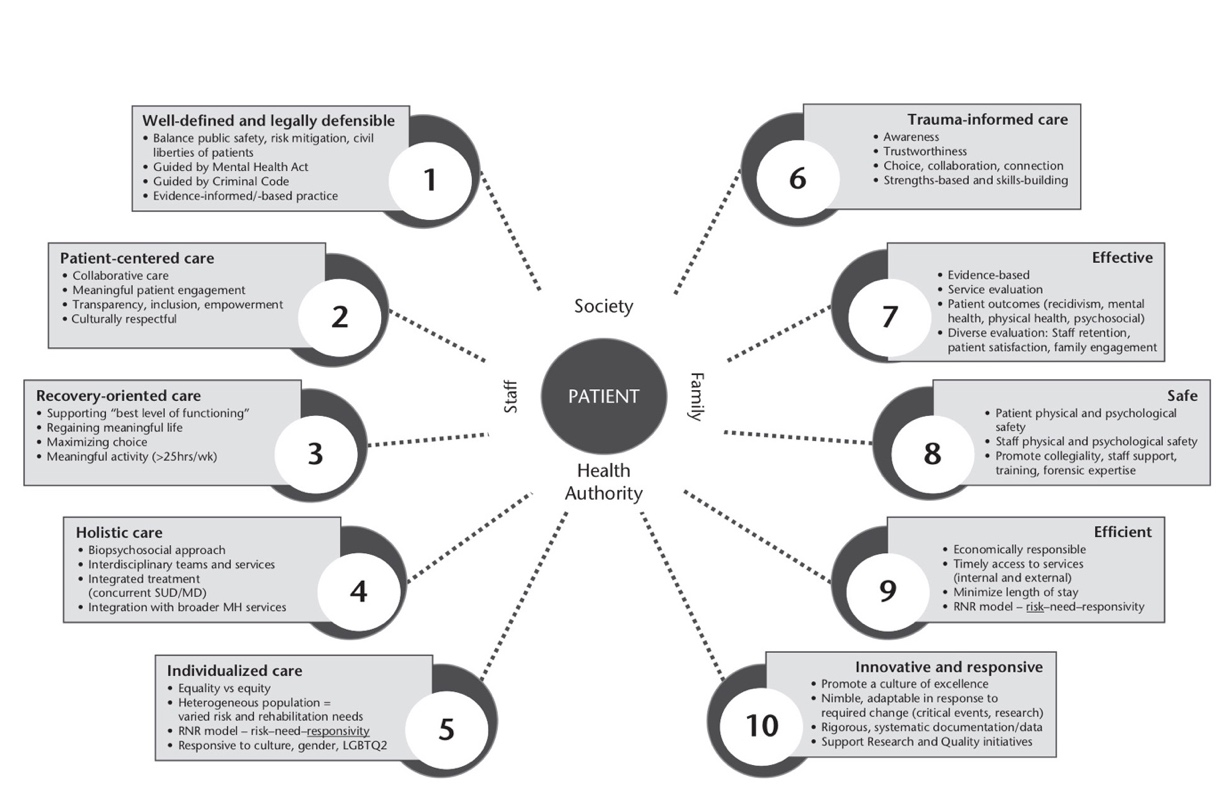 Well-defined and legally defensible
• Balance public safety, risk mitigation, civil
liberties of patients
• Guided by Mental Health Act
• Guided by Criminal Code
• Evidence-informed/-based practice
1
Patient-centered care
• Collaborative care
• Meaningful patient engagement
• Transparency, inclusion, empowerment
• Culturally respectful
2
Recovery-oriented care
• Supporting “best level of functioning”
• Regaining meaningful life
• Maximizing choice
• Meaningful activity (>25hrs/wk)
3
Holistic care
• Biopsychosocial approach
• Interdisciplinary teams and services
• Integrated treatment
(concurrent SUD/MD)
• Integration with broader MH services
4
Individualized care
• Equality vs equity
• Heterogeneous population =
varied risk and rehabilitation needs
• RNR model – risk–need–responsivity
• Responsive to culture, gender, LGBTQ2
5
Society
Staff
PATIENT
Family
Health
Authority
6
Trauma-informed care
• Awareness
• Trustworthiness
• Choice, collaboration, connection
• Strengths-based and skills-building
7
Effective
• Evidence-based
• Service evaluation
• Patient outcomes (recidivism, mental
health, physical health, psychosocial)
• Diverse evaluation: Staff retention,
patient satisfaction, family engagement
8
Safe
• Patient physical and psychological
safety
• Staff physical and psychological safety
• Promote collegiality, staff support,
training, forensic expertise
9
Efficient
• Economically responsible
• Timely access to services
(internal and external)
• Minimize length of stay
• RNR model – risk–need–responsivity
10
Innovative and responsive
• Promote a culture of excellence
• Nimble, adaptable in response to
required change (critical events, research)
• Rigorous, systematic documentation/data
• Support Research and Quality initiatives